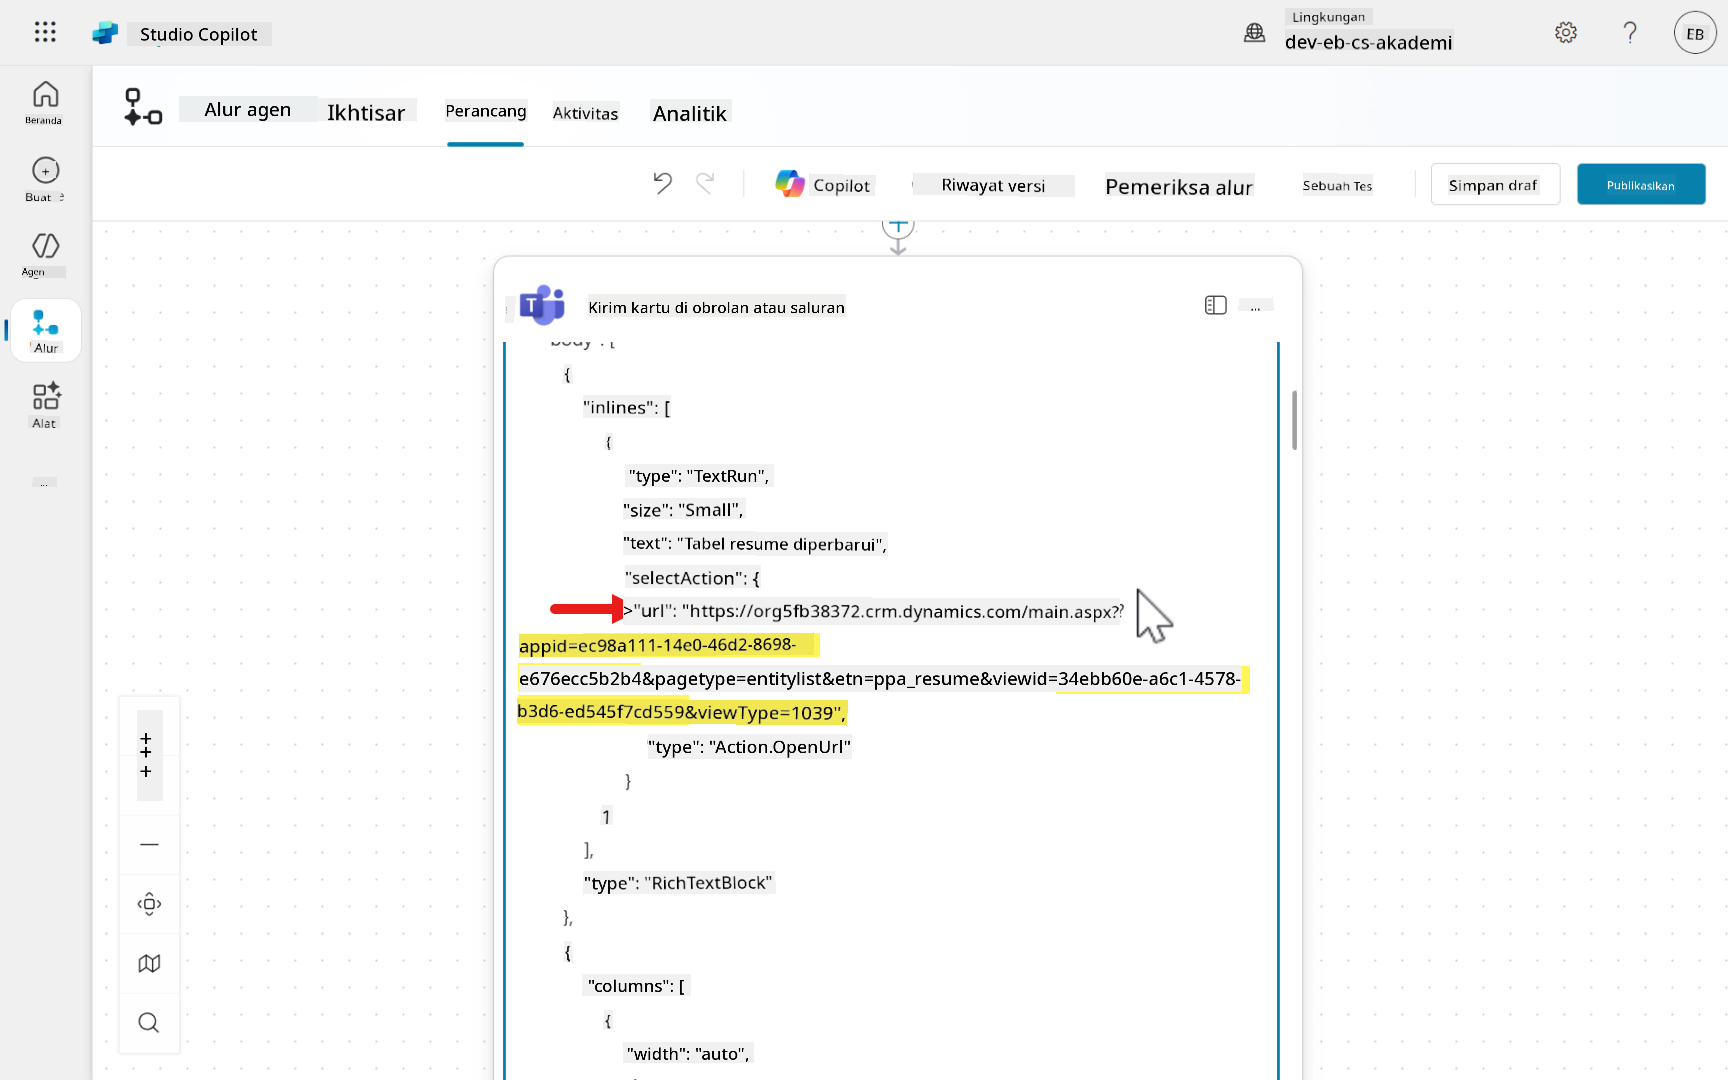 Studio Copilot
Lingkungan
dev-eb-cs-akademi
EB
Beranda
Buat
Agen
Alur
Alat
...
Alur agen
Ikhtisar
Perancang
Aktivitas
Analitik
Copilot
Riwayat versi
Pemeriksa alur
Sebuah Tes
Simpan draf
Publikasikan
Kirim kartu di obrolan atau saluran
...
body": [
{
"inlines": [
{
"type": "TextRun",
"size": "Small",
"text": "Tabel resume diperbarui",
"selectAction": {
>"url": "https://org5fb38372.crm.dynamics.com/main.aspx??
appid=ec98a111-14e0-46d2-8698-
e676ecc5b2b4&pagetype=entitylist&etn=ppa_resume&viewid=34ebb60e-a6c1-4578-
b3d6-ed545f7cd559&viewType=1039",
"type": "Action.OpenUrl"
}
1
],
"type": "RichTextBlock"
},
{
"columns": [
{
"width": "auto",